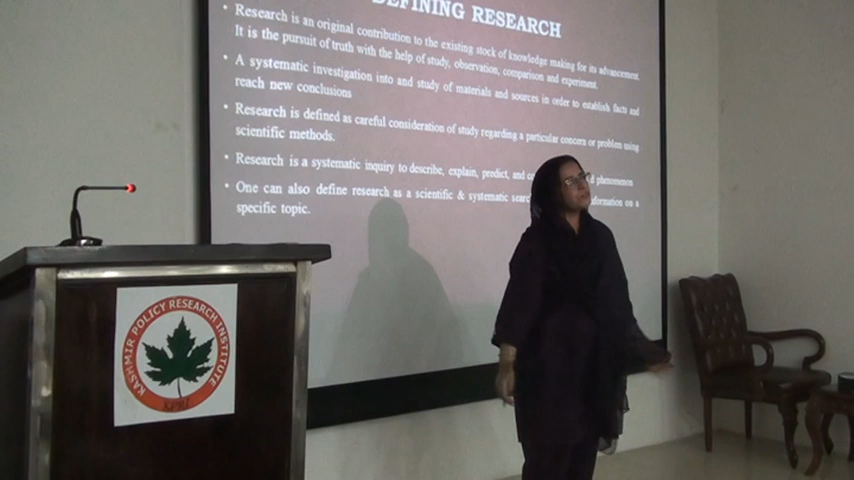 DEFINING RESEARCH
• Research is an original contribution to the existing stock of knowledge making for its advancement.
It is the pursuit of truth with the help of study, observation, comparison and experiment.
• A systematic investigation into and study of materials and sources in order to establish facts and
reach new conclusions
• Research is defined as careful consideration of study regarding a particular concern or problem using
scientific methods.
• Research is a systematic inquiry to describe, explain, predict, and phenomenon
• One can also define research as a scientific & systematic on a
specific topic.
KASHMIR POLICY RESEARCH INSTITUTE
KPRI